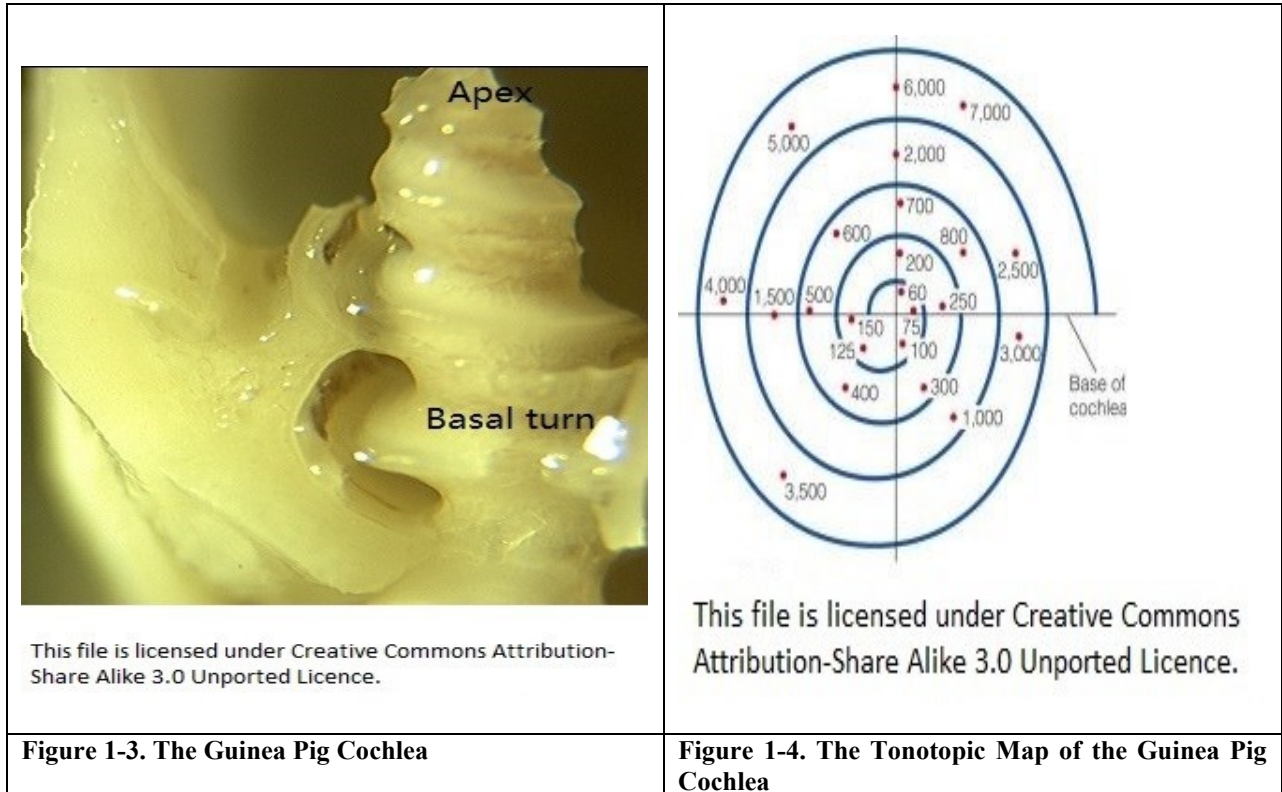 Apex
Basal turn
This file is licensed under Creative Commons Attribution-
Share Alike 3.0 Unported Licence.
Figure 1-3. The Guinea Pig Cochlea
6,000
7,000
5,000
2,000
700
600
800
200
2,500
4,000
1,500
500
60
250
150
75
125
100
3,000
400
300
1,000
3,500
Base of
cochlea
This file is licensed under Creative Commons
Attribution-Share Alike 3.0 Unported Licence.
Figure 1-4. The Tonotopic Map of the Guinea Pig
Cochlea